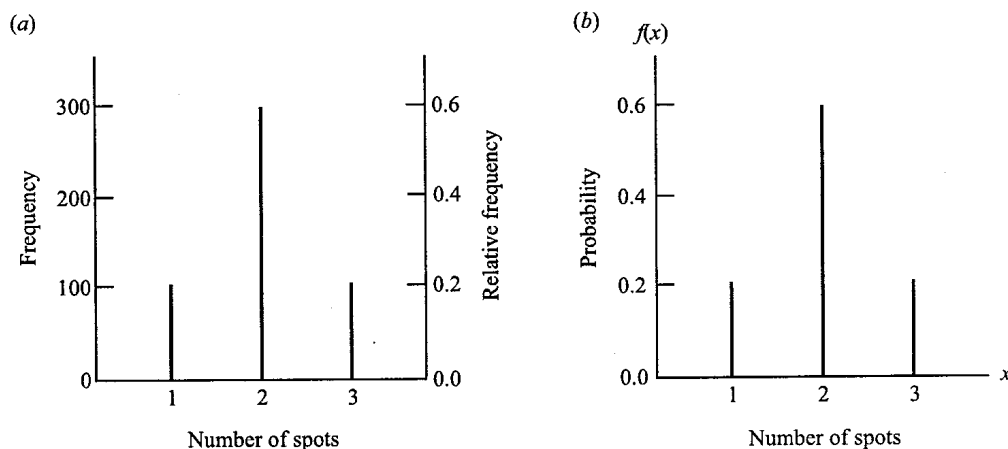 (a)
Frequency
300
200
100
0
1 2 3
Number of spots
0.6
0.4
0.2
0.0
Relative frequency
(b)
f(x)
Probability
0.6
0.4
0.2
0.0
1 2 3
x
Number of spots